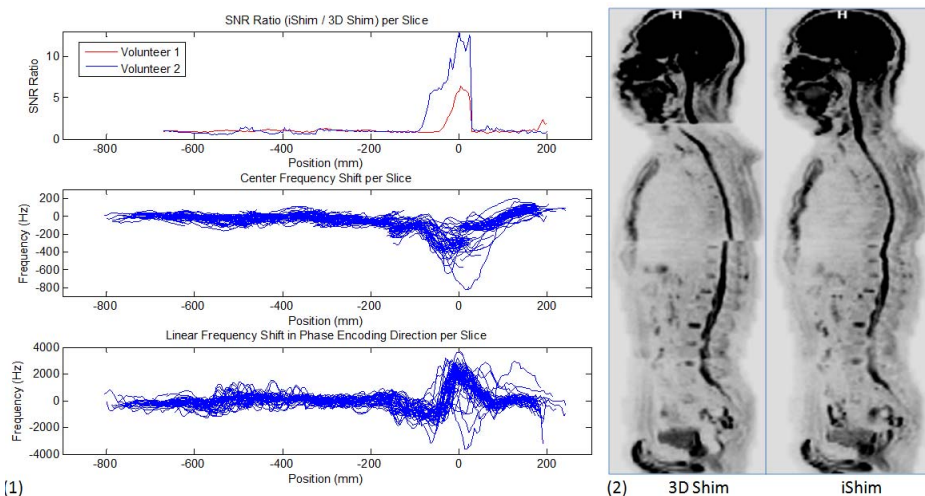 SNR Ratio (iShim / 3D Shim) per Slice
SNR Ratio
10
5
0
Volunteer 1
Volunteer 2
-800 -600 -400 -200 0 200
Position (mm)
Center Frequency Shift per Slice
Frequency (Hz)
200
0
-200
-400
-600
-800
-800 -600 -400 -200 0 200
Position (mm)
Linear Frequency Shift in Phase Encoding Direction per Slice
Frequency (Hz)
4000
2000
0
-2000
-4000
-800 -600 -400 -200 0 200
Position (mm)
(1)
H
H
(2) 3D Shim iShim